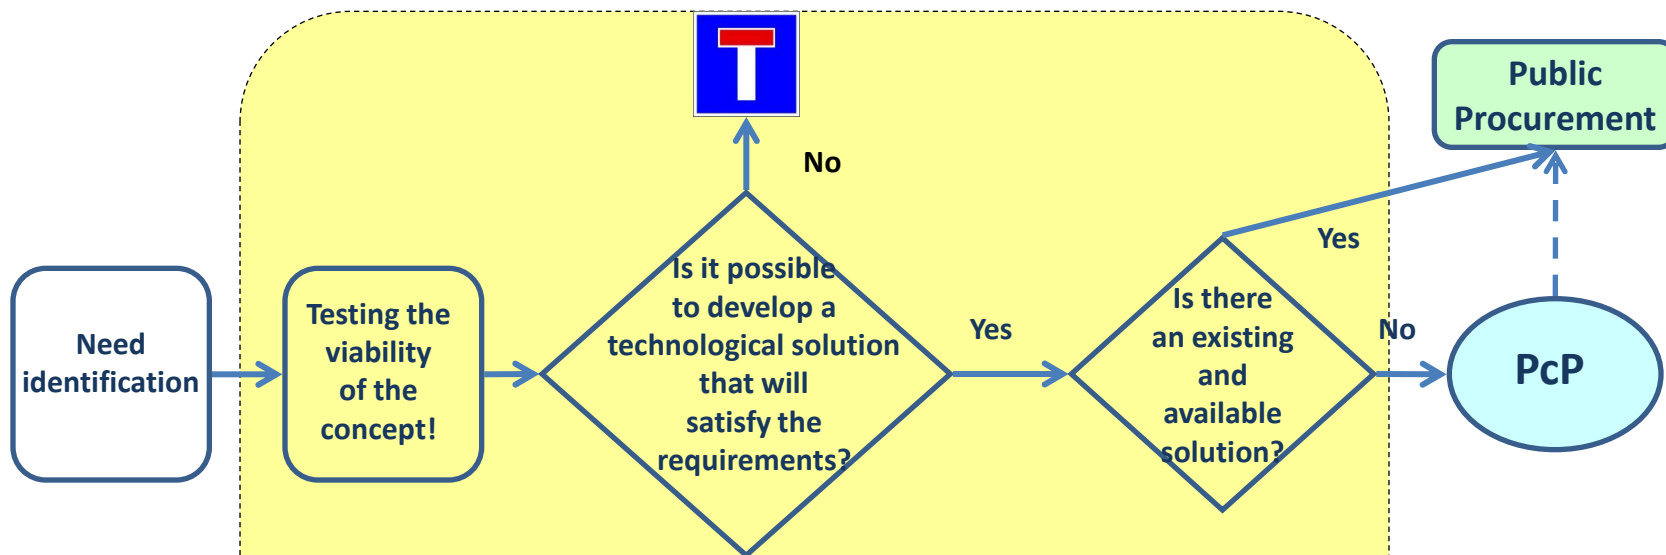 Need
identification
Testing the
viability
of the
concept!
Is it possible
to develop a
technological solution
that will
satisfy the
requirements?
No
Yes
Is there
an existing
and
available
solution?
Yes
No
Public
Procurement
PcP